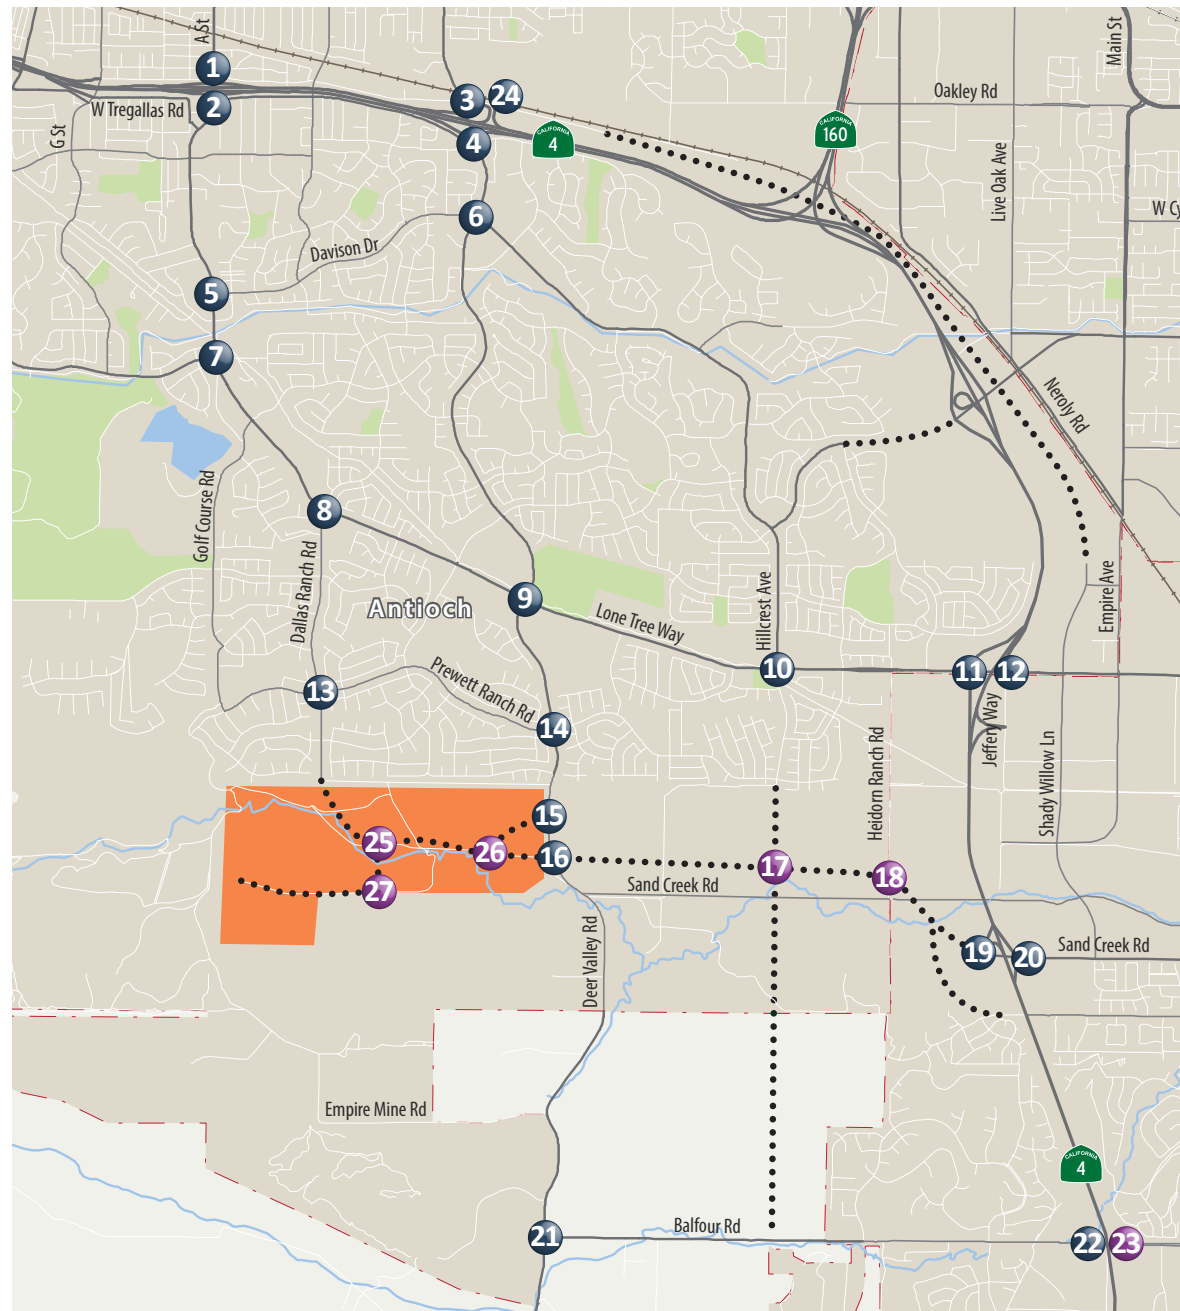 A St
Main St
1
3
24
Oakley Rd
W Tregallas Rd
2
G St
CALIFORNIA
4
CALIFORNIA
160
4
Live Oak Ave
6
W Cy
Davison Dr
5
7
Neroly Rd
Golf Course Rd
8
Dallas Ranch Rd
Antioch
9
Lone Tree Way
Hillcrest Ave
Empire Ave
10
11
12
Prewett Ranch Rd
13
14
Jeffery Way
Heidorn Ranch Rd
Shady Willow Ln
15
25
26
16
17
18
27
Sand Creek Rd
Deer Valley Rd
19
20
Sand Creek Rd
Empire Mine Rd
CALIFORNIA
4
21
Balfour Rd
22
23